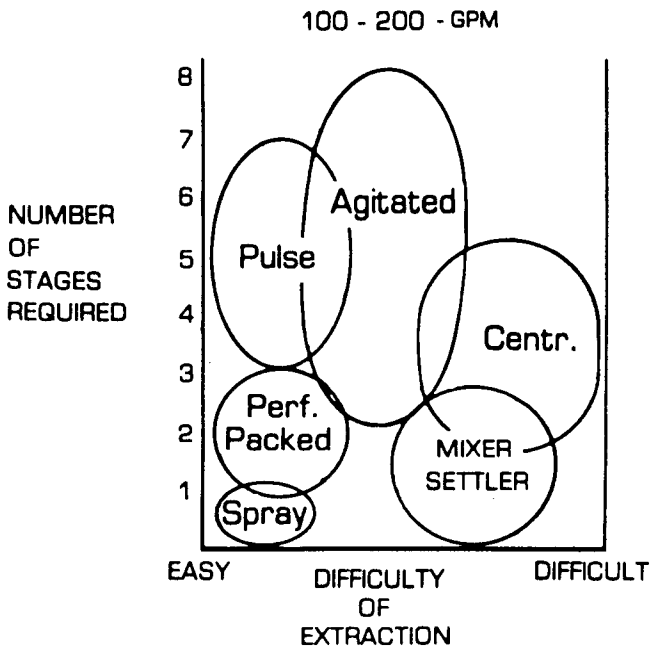 100 - 200 - GPM
8
7
6
5
4
3
2
1
NUMBER
OF
STAGES
REQUIRED
Agitated
Pulse
Centr.
Perf.
Packed
MIXER
SETTLER
Spray
EASY
DIFFICULTY
OF
EXTRACTION
DIFFICULT